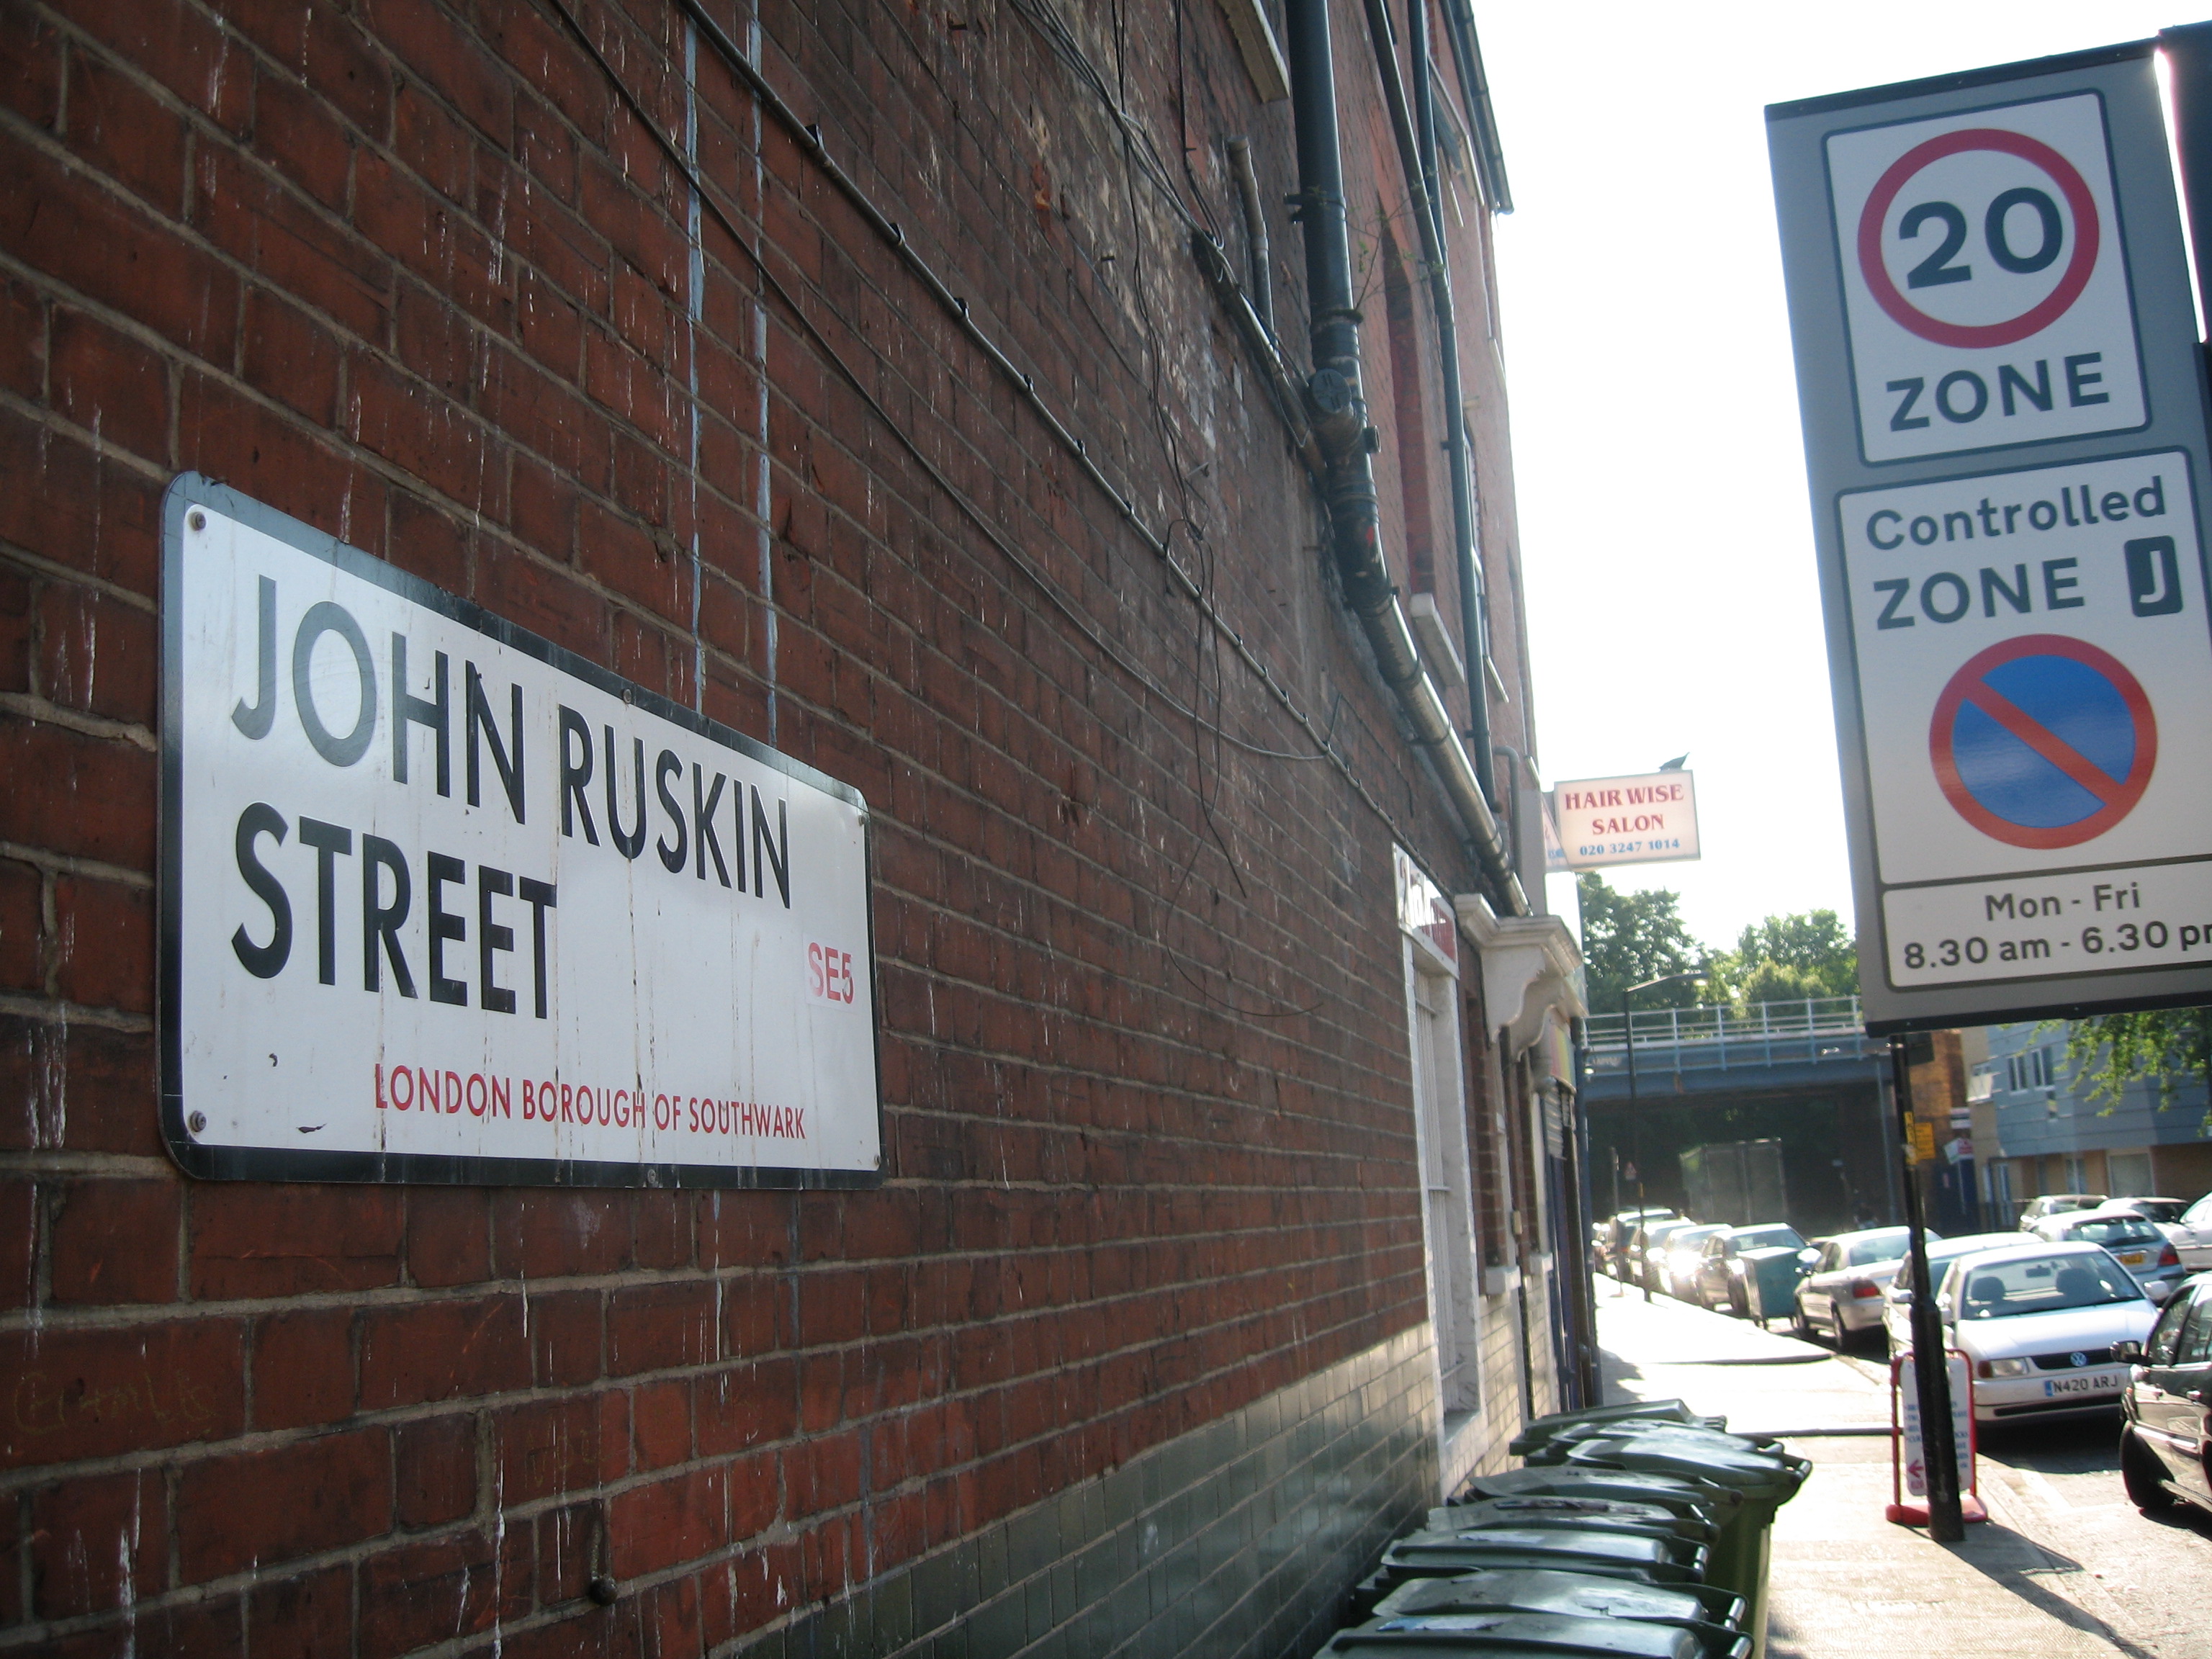 JOHN RUSKIN
STREET
SE5
LONDON BOROUGH OF SOUTHWARK
HAIR WISE
SALON
020 3247 1014
20
ZONE
Controlled
ZONE J
Mon - Fri
8.30 am - 6.30 pm
N420 ARJ